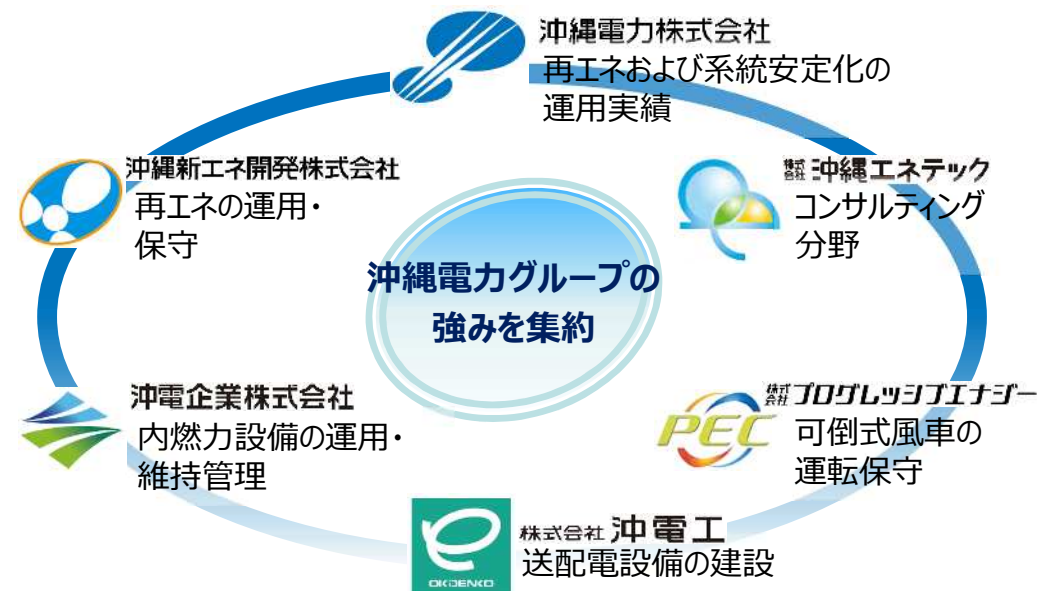 沖縄電力株式会社
再エネおよび系統安定化の
運用実績
沖縄新エネ開発株式会社
再エネの運用・
保守
株式会社 沖縄エネテック
コンサルティング
分野
沖縄電力グループの
強みを集約
沖電企業株式会社
内燃力設備の運用・
維持管理
PEC
株式会社 プログレッシブエナジー
可倒式風車の
運転保守
OKIDENKO
株式会社 沖電工
送配電設備の建設